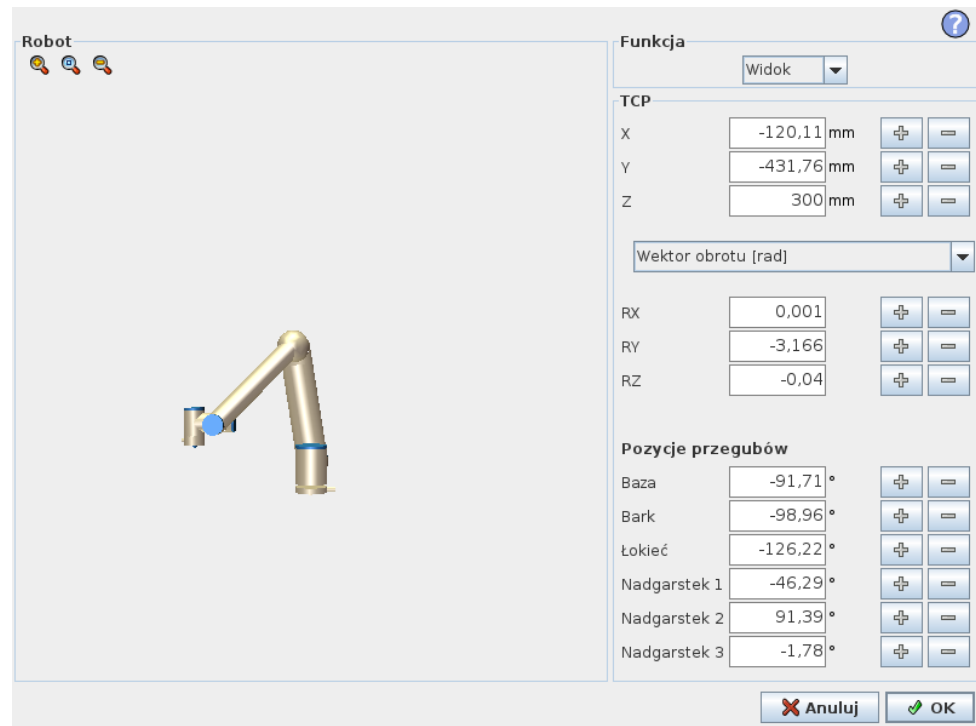 ?
Robot
Funkcja
Widok
TCP
X -120,11 mm
Y -431,76 mm
Z 300 mm
Wektor obrotu [rad]
RX 0,001
RY -3,166
RZ -0,04
Pozycje przegubów
Baza -91,71 °
Bark -98,96 °
Łokieć -126,22 °
Nadgarstek 1 -46,29 °
Nadgarstek 2 91,39 °
Nadgarstek 3 -1,78 °
Anuluj OK